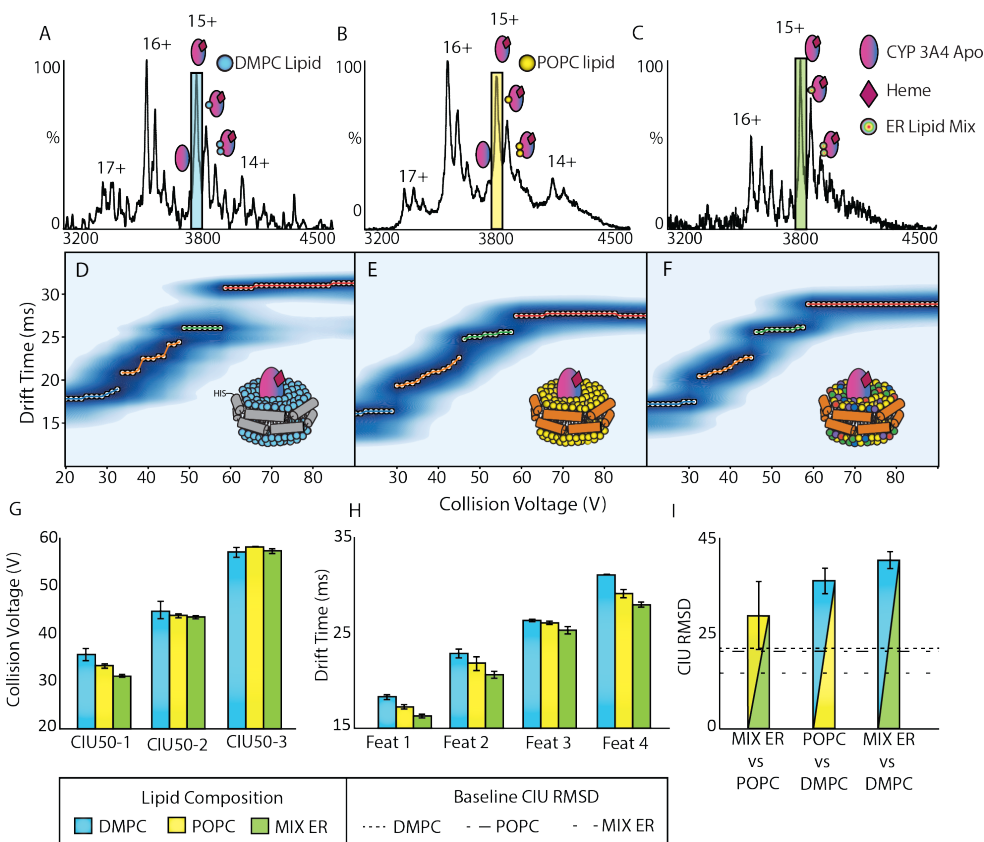 A
B
C
15+
15+
15+
16+
16+
16+
17+
17+
14+
14+
DMPC Lipid
POPC lipid
CYP 3A4 Apo
Heme
ER Lipid Mix
100
%
0
100
%
0
100
%
0
3200 3800 4500
3200 3800 4500
3200 3800 4500
D
E
F
Drift Time (ms)
30
25
20
15
HIS
20 30 40 50 60 70 80
30 40 50 60 70 80
30 40 50 60 70 80
Collision Voltage (V)
G
H
I
Collision Voltage (V)
60
50
40
30
20
CIU50-1 CIU50-2 CIU50-3
Drift Time (ms)
35
25
15
Feat 1 Feat 2 Feat 3 Feat 4
CIU RMSD
45
25
0
MIX ER
vs
POPC
POPC
vs
DMPC
MIX ER
vs
DMPC
Lipid Composition
DMPC POPC MIX ER
Baseline CIU RMSD
DMPC POPC MIX ER